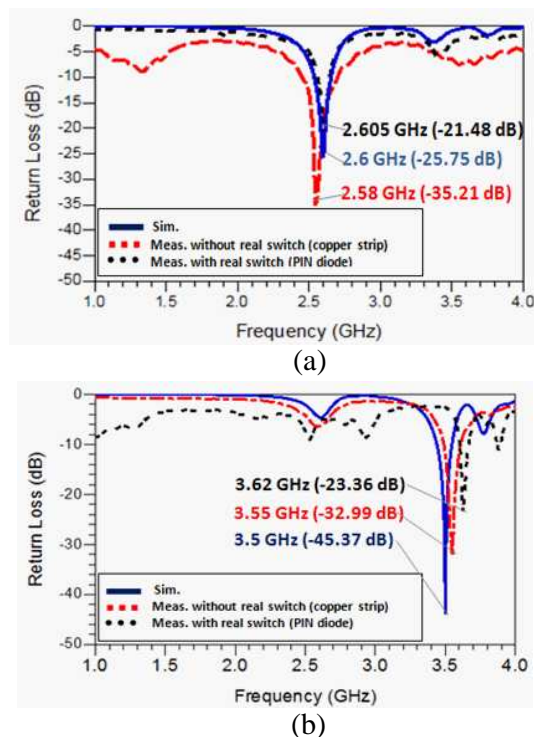 0
-5
-10
-15
-20
-25
-30
-35
-40
-45
-50
Return Loss (dB)
2.605 GHz (-21.48 dB)
2.6 GHz (-25.75 dB)
2.58 GHz (-35.21 dB)
Sim.
Meas. without real switch (copper strip)
Meas. with real switch (PIN diode)
1.0 1.5 2.0 2.5 3.0 3.5 4.0
Frequency (GHz)
(a)
0
-10
-20
-30
-40
-50
Return Loss (dB)
3.62 GHz (-23.36 dB)
3.55 GHz (-32.99 dB)
3.5 GHz (-45.37 dB)
Sim.
Meas. without real switch (copper strip)
Meas. with real switch (PIN diode)
1.0 1.5 2.0 2.5 3.0 3.5 4.0
Frequency (GHz)
(b)